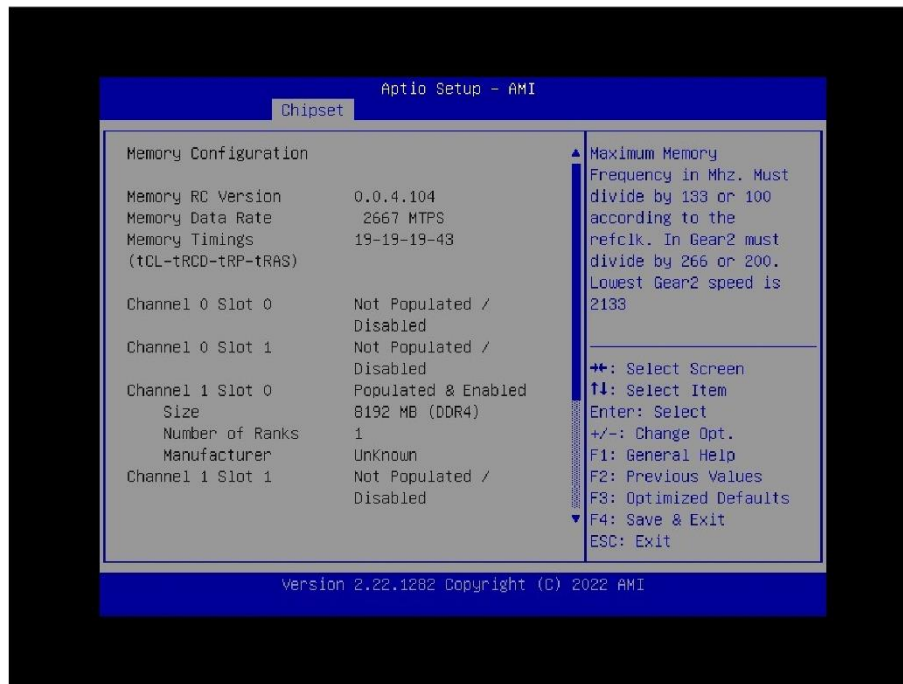 Aptio Setup - AMI
Chipset
Memory Configuration
Memory RC Version 0.0.4.104
Memory Data Rate 2667 MTPS
Memory Timings 19-19-19-43
(tCL-tRCD-tRP-tRAS)
Channel 0 Slot 0 Not Populated /
Disabled
Channel 0 Slot 1 Not Populated /
Disabled
Channel 1 Slot 0 Populated & Enabled
Size 8192 MB (DDR4)
Number of Ranks 1
Manufacturer UnKnown
Channel 1 Slot 1 Not Populated /
Disabled
Maximum Memory
Frequency in Mhz. Must
divide by 133 or 100
according to the
refclk. In Gear2 must
divide by 266 or 200.
Lowest Gear2 speed is
2133
→←: Select Screen
↑↓: Select Item
Enter: Select
+/-: Change Opt.
F1: General Help
F2: Previous Values
F3: Optimized Defaults
F4: Save & Exit
ESC: Exit
Version 2.22.1282 Copyright (C) 2022 AMI